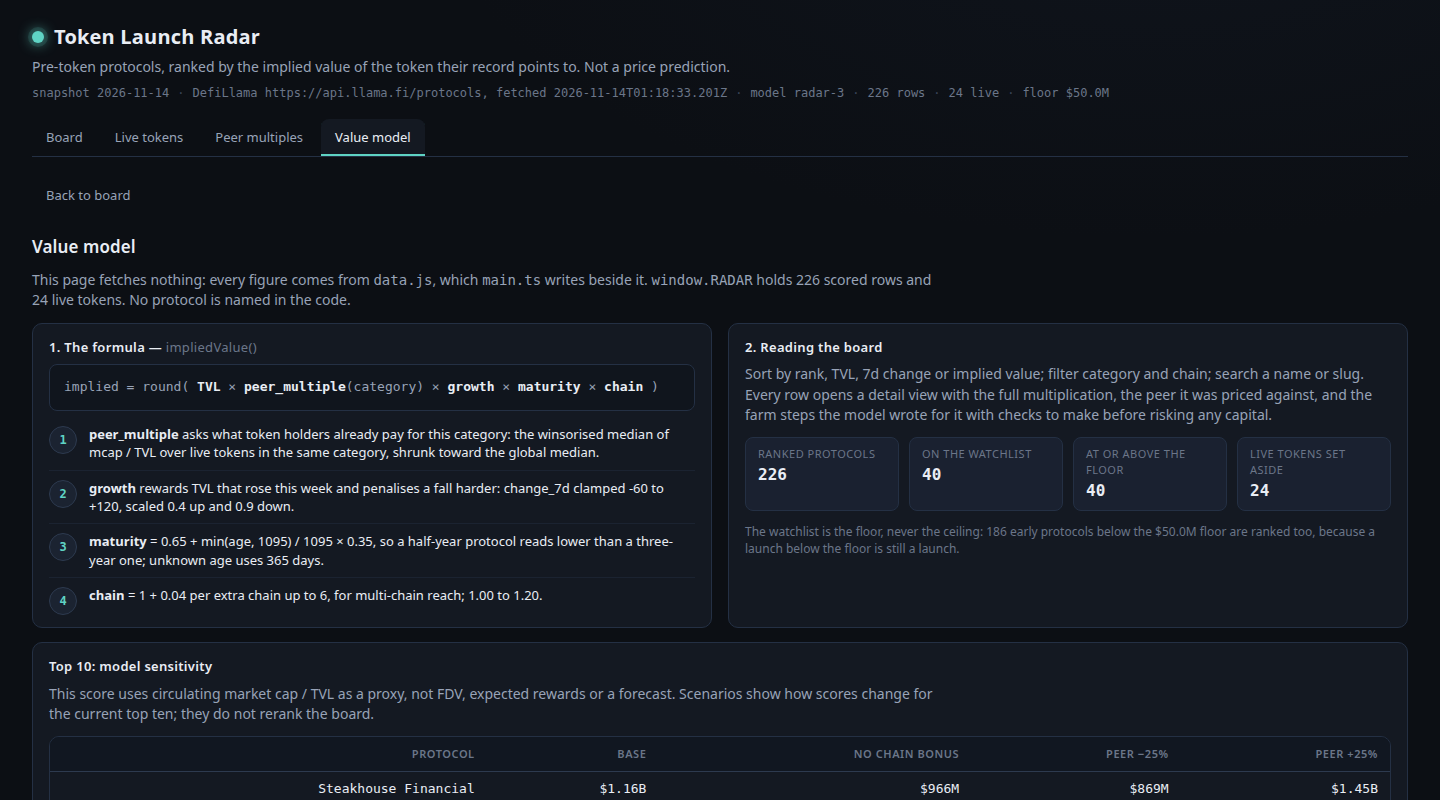 Token Launch Radar
Pre-token protocols, ranked by the implied value of the token their record points to. Not a price prediction.
snapshot 2026-11-14 · DefiLlama https://api.llama.fi/protocols, fetched 2026-11-14T01:18:33.201Z · model radar-3 · 226 rows · 24 live · floor $50.0M
Board Live tokens Peer multiples Value model
Back to board
Value model
This page fetches nothing: every figure comes from data.js, which main.ts writes beside it. window.RADAR holds 226 scored rows and
24 live tokens. No protocol is named in the code.
1. The formula — impliedValue()
implied = round( TVL × peer_multiple(category) × growth × maturity × chain )
1 peer_multiple asks what token holders already pay for this category: the winsorised median of
mcap / TVL over live tokens in the same category, shrunk toward the global median.
2 growth rewards TVL that rose this week and penalises a fall harder: change_7d clamped -60 to
+120, scaled 0.4 up and 0.9 down.
3 maturity = 0.65 + min(age, 1095) / 1095 × 0.35, so a half-year protocol reads lower than a three-
year one; unknown age uses 365 days.
4 chain = 1 + 0.04 per extra chain up to 6, for multi-chain reach; 1.00 to 1.20.
2. Reading the board
Sort by rank, TVL, 7d change or implied value; filter category and chain; search a name or slug.
Every row opens a detail view with the full multiplication, the peer it was priced against, and the
farm steps the model wrote for it with checks to make before risking any capital.
RANKED PROTOCOLS
226
ON THE WATCHLIST
40
AT OR ABOVE THE
FLOOR
40
LIVE TOKENS SET
ASIDE
24
The watchlist is the floor, never the ceiling: 186 early protocols below the $50.0M floor are ranked too, because a
launch below the floor is still a launch.
Top 10: model sensitivity
This score uses circulating market cap / TVL as a proxy, not FDV, expected rewards or a forecast. Scenarios show how scores change for
the current top ten; they do not rerank the board.
PROTOCOL BASE NO CHAIN BONUS PEER −25% PEER +25%
Steakhouse Financial $1.16B $966M $869M $1.45B